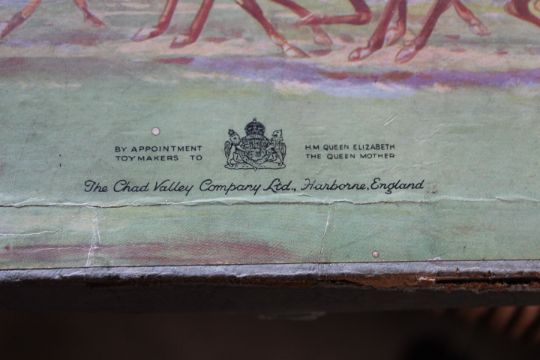 BY APPOINTMENT
TOYMAKERS TO
H.M. QUEEN ELIZABETH
THE QUEEN MOTHER
The Chad Valley Company Ltd., Harborne, England